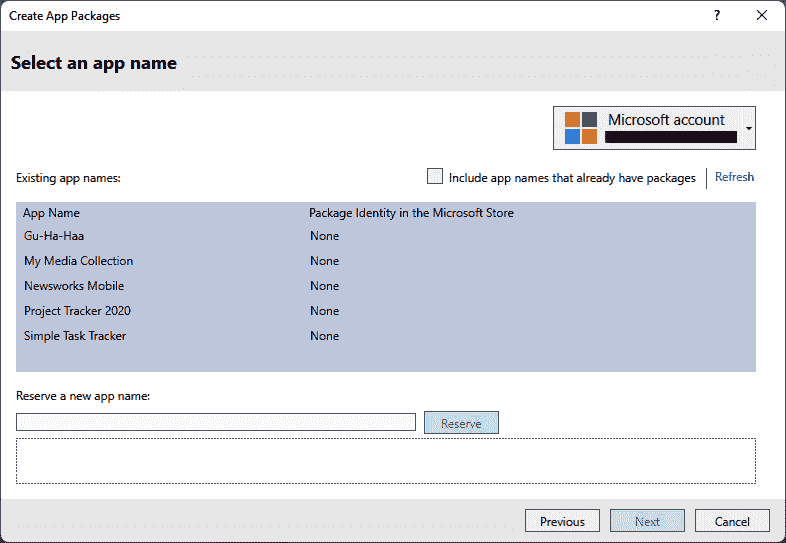 Create App Packages ?
Select an app name
Microsoft account
Existing app names:
Include app names that already have packages Refresh
App Name Package Identity in the Microsoft Store
Gu-Ha-Haa None
My Media Collection None
Newsworks Mobile None
Project Tracker 2020 None
Simple Task Tracker None
Reserve a new app name:
Reserve
Previous Next Cancel